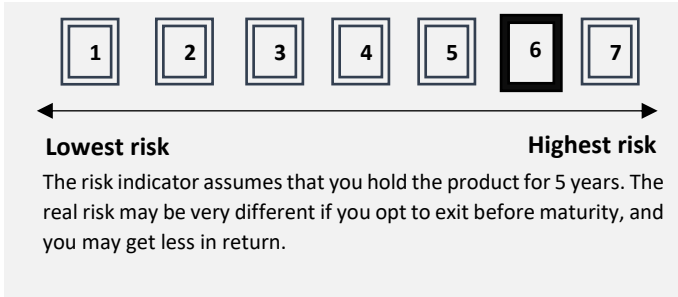 1 2 3 4 5 6 7
Lowest risk Highest risk
The risk indicator assumes that you hold the product for 5 years. The
real risk may be very different if you opt to exit before maturity, and
you may get less in return.